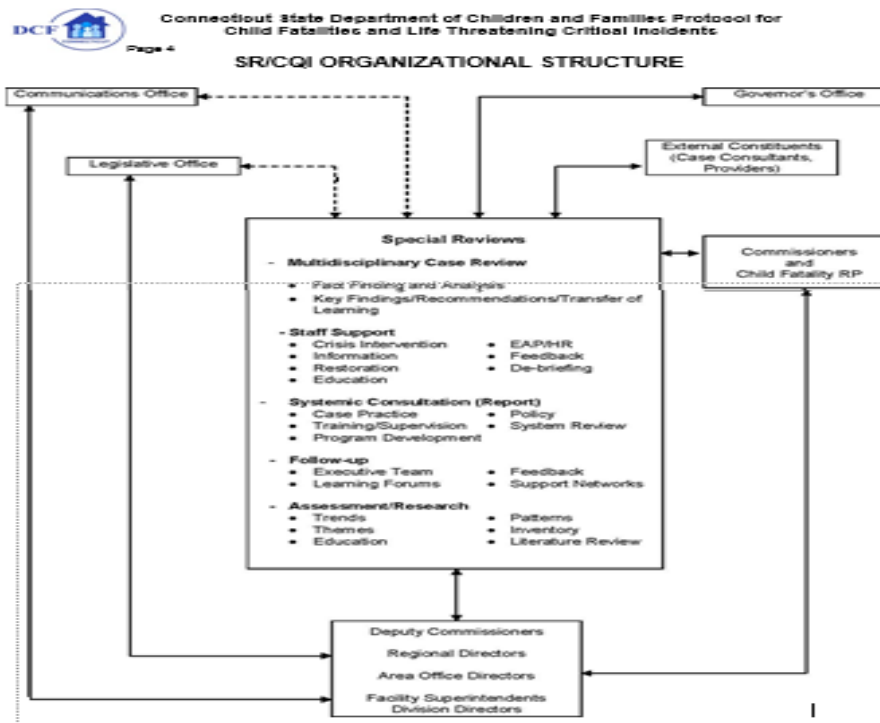 DCF
CONNECTICUT
Connecticut State Department of Children and Families Protocol for
Child Fatalities and Life Threatening Critical Incidents
Page 4
SR/CQI ORGANIZATIONAL STRUCTURE
Communications Office
Governor's Office
Legislative Office
External Constituents
(Case Consultants,
Providers)
Special Reviews
- Multidisciplinary Case Review
• Fact Finding and Analysis
• Key Findings/Recommendations/Transfer of
Learning
- Staff Support
• Crisis Intervention • EAP/HR
• Information • Feedback
• Restoration • De-briefing
• Education
- Systemic Consultation (Report)
• Case Practice • Policy
• Training/Supervision • System Review
• Program Development
- Follow-up
• Executive Team • Feedback
• Learning Forums • Support Networks
- Assessment/Research
• Trends • Patterns
• Themes • Inventory
• Education • Literature Review
Commissioners
and
Child Fatality RP
Deputy Commissioners
Regional Directors
Area Office Directors
Facility Superintendents
Division Directors